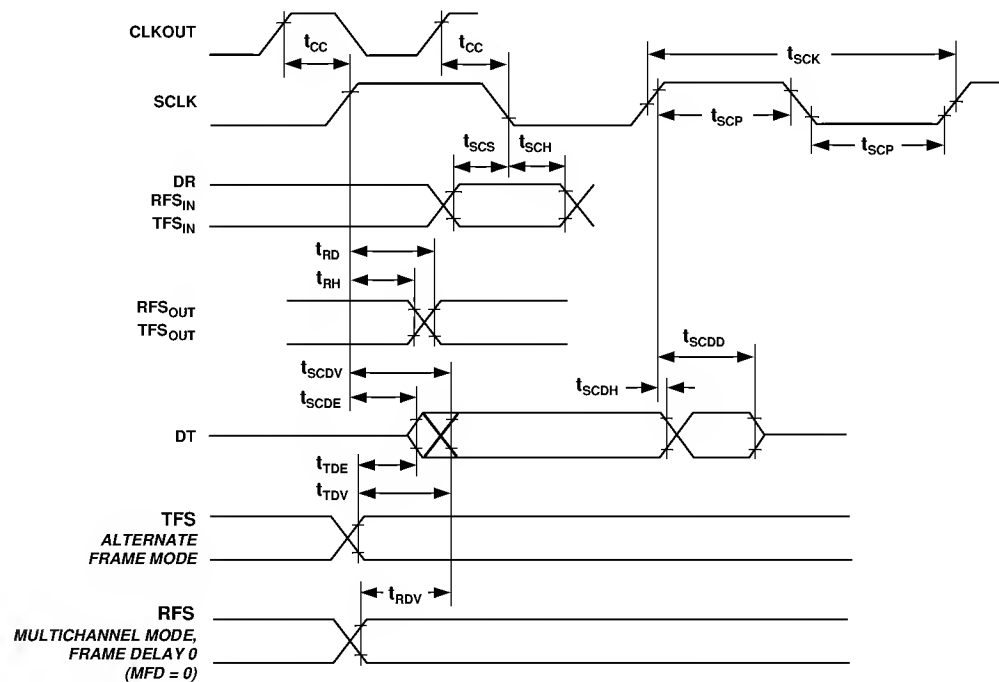 CLKOUT
tCC
tCC
tSCK
SCLK
tSCP
tSCP
tSCS
tSCH
DR
RFSIN
TFSIN
tRD
tRH
RFSOUT
TFSOUT
tSCDD
tSCDV
tSCDH
tSCDE
DT
tTDE
tTDV
TFS
ALTERNATE
FRAME MODE
tRDV
RFS
MULTICHANNEL MODE,
FRAME DELAY 0
(MFD = 0)